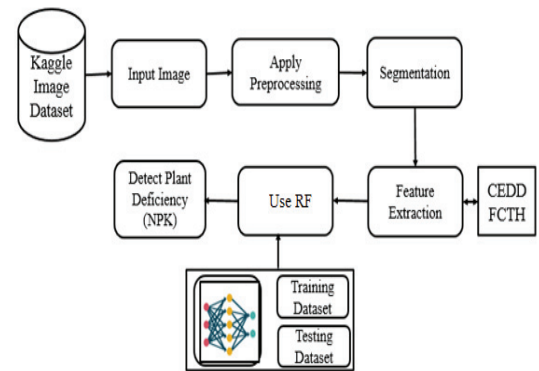 Kaggle
Image
Dataset
Input Image
Apply
Preprocessing
Segmentation
Detect Plant
Deficiency
(NPK)
Use RF
Feature
Extraction
CEDD
FCTH
Training
Dataset
Testing
Dataset